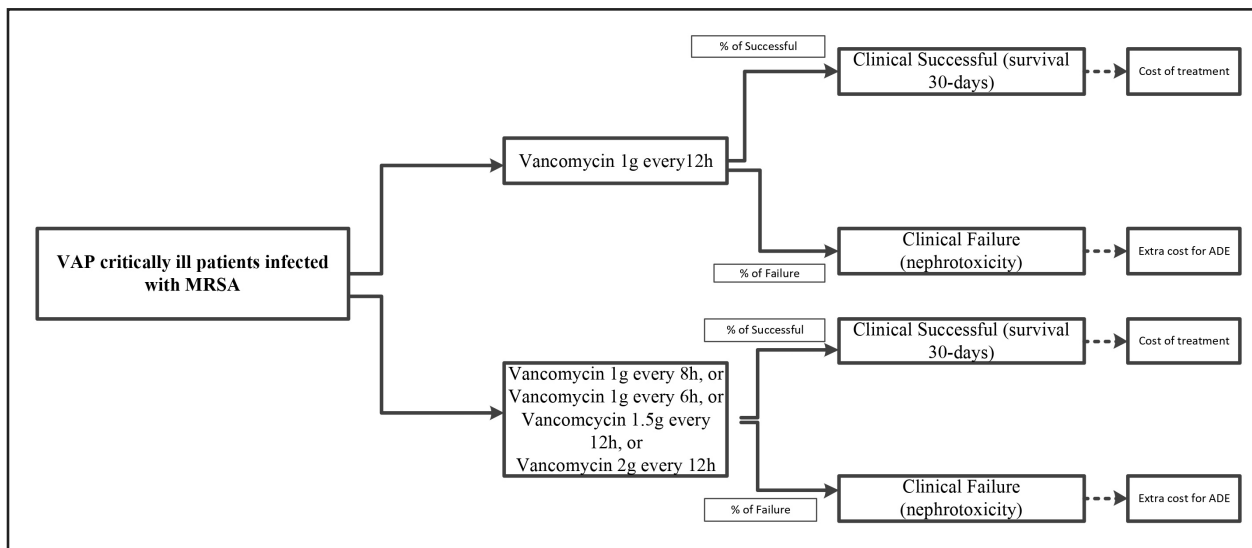 % of Successful
Clinical Successful (survival
30-days)
Cost of treatment
Vancomycin 1g every12h
Clinical Failure
(nephrotoxicity)
Extra cost for ADE
% of Failure
VAP critically ill patients infected
with MRSA
% of Successful
Clinical Successful (survival
30-days)
Cost of treatment
Vancomycin 1g every 8h, or
Vancomycin 1g every 6h, or
Vancomcycin 1.5g every
12h, or
Vancomycin 2g every 12h
Clinical Failure
(nephrotoxicity)
Extra cost for ADE
% of Failure